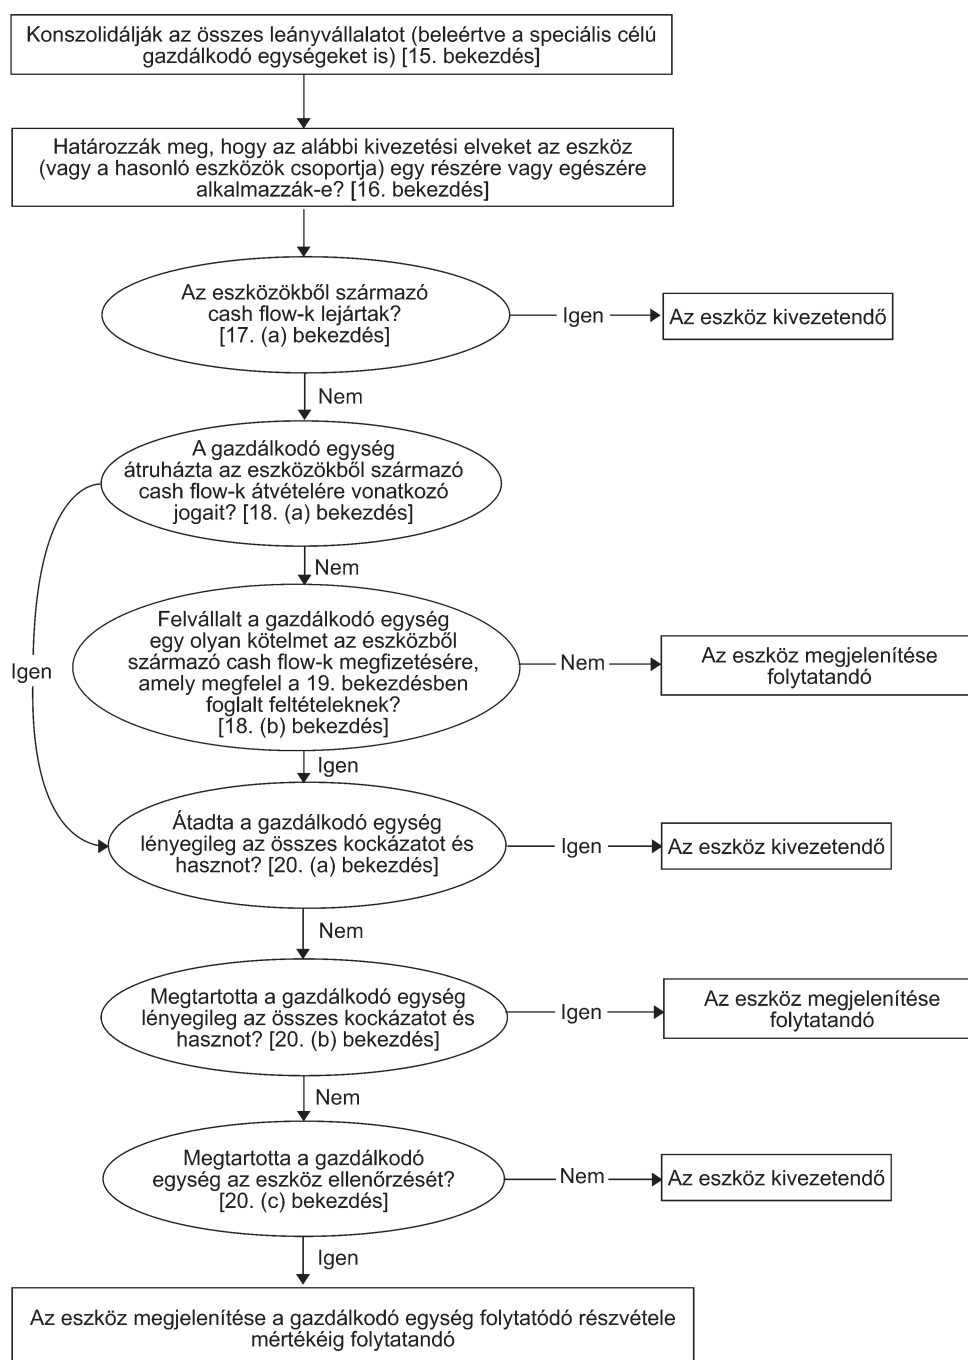 Konszolidálják az összes leányvállalatot (beleértve a speciális célú
gazdálkodó egységeket is) [15. bekezdés]
Határozzák meg, hogy az alábbi kivezetési elveket az eszköz
(vagy a hasonló eszközök csoportja) egy részére vagy egészére
alkalmazzák-e? [16. bekezdés]
Az eszközökből származó
cash flow-k lejártak?
[17. (a) bekezdés]
Igen
Az eszköz kivezetendő
Nem
A gazdálkodó egység
átruházta az eszközökből származó
cash flow-k átvételére vonatkozó
jogait? [18. (a) bekezdés]
Nem
Igen
Felvállalt a gazdálkodó egység
egy olyan kötelmet az eszközből
származó cash flow-k megfizetésére,
amely megfelel a 19. bekezdésben
foglalt feltételeknek?
[18. (b) bekezdés]
Nem
Az eszköz megjelenítése
folytatandó
Igen
Átadta a gazdálkodó egység
lényegileg az összes kockázatot és
hasznot? [20. (a) bekezdés]
Igen
Az eszköz kivezetendő
Nem
Megtartotta a gazdálkodó egység
lényegileg az összes kockázatot és
hasznot? [20. (b) bekezdés]
Igen
Az eszköz megjelenítése
folytatandó
Nem
Megtartotta a gazdálkodó
egység az eszköz ellenőrzését?
[20. (c) bekezdés]
Nem
Az eszköz kivezetendő
Igen
Az eszköz megjelenítése a gazdálkodó egység folytatódó részvétele
mértékéig folytatandó